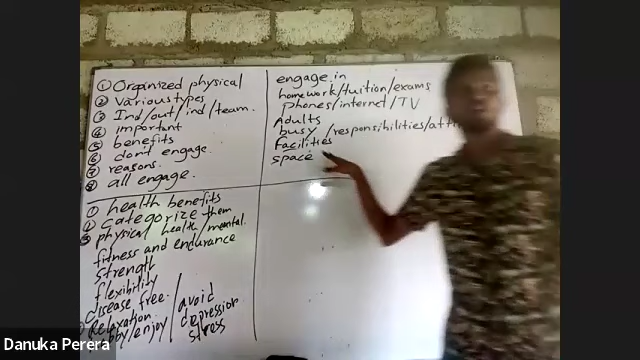 ① Organized physical
② Various types
③ Ind/out/ind/team.
④ important
⑤ benefits
⑥ don't engage.
⑦ reasons.
⑧ all engage.
engage.in
homework/tuition/exams
phones/internet/TV
Adults
busy /responsibilities/
Facilities
space
① health benefits
② categorize them
③ physical health/mental.
fitness and endurance
strength
flexibility
disease free.
Relaxation
/enjoy
avoid
depression
stress
Danuka Perera